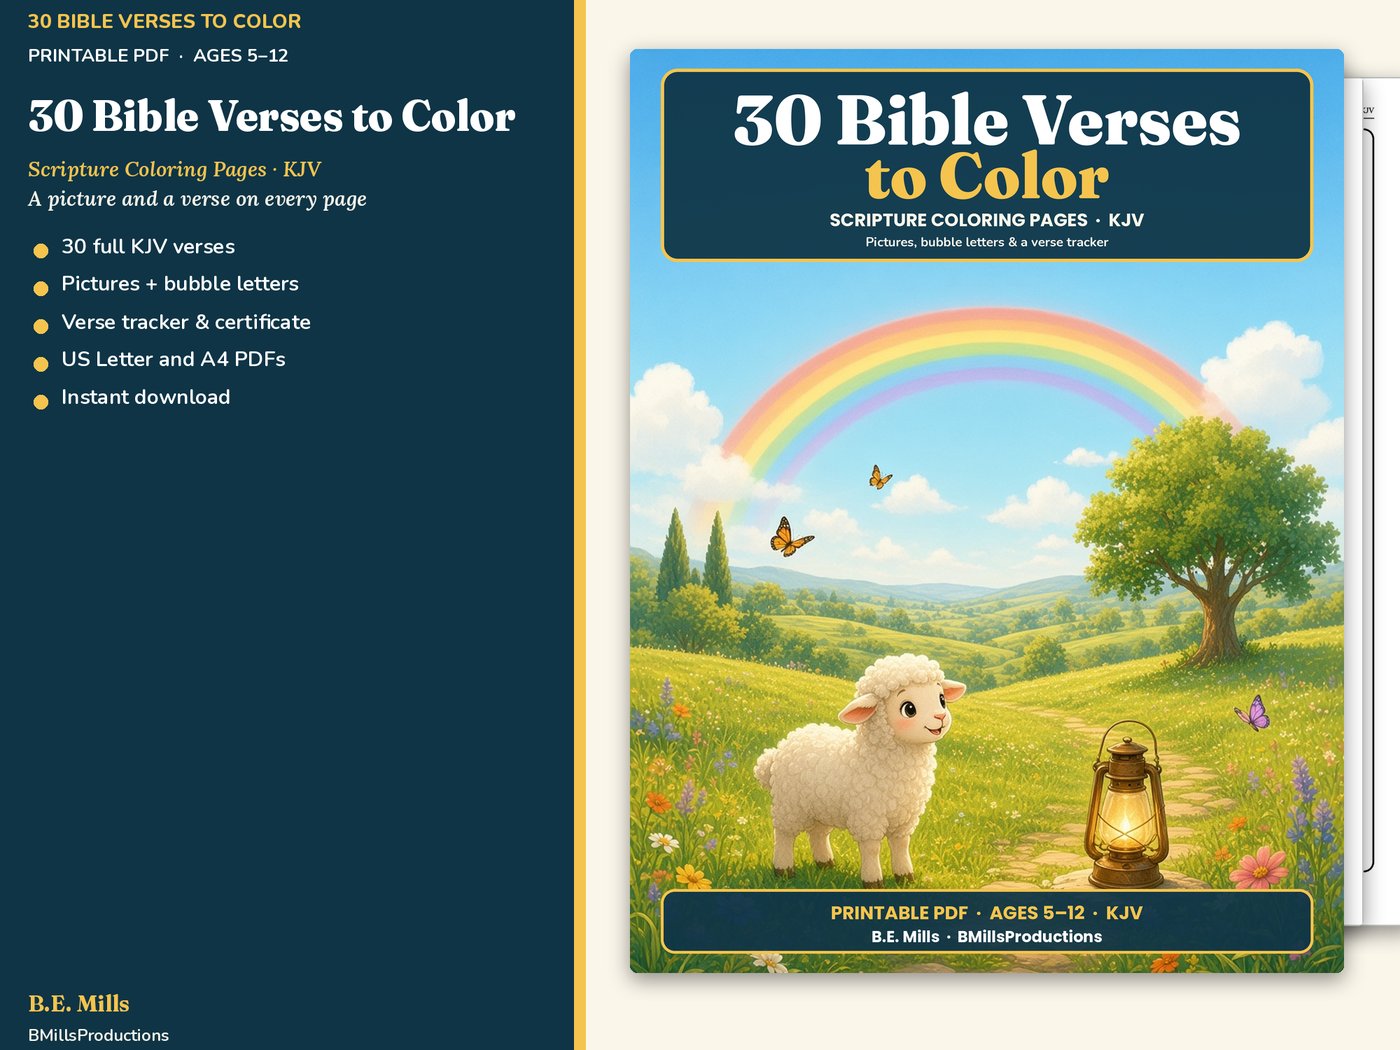 30 BIBLE VERSES TO COLOR
PRINTABLE PDF · AGES 5–12
30 Bible Verses to Color
Scripture Coloring Pages · KJV
A picture and a verse on every page
30 full KJV verses
Pictures + bubble letters
Verse tracker & certificate
US Letter and A4 PDFs
Instant download
B.E. Mills
BMillsProductions
30 Bible Verses
to Color
SCRIPTURE COLORING PAGES · KJV
Pictures, bubble letters & a verse tracker
PRINTABLE PDF · AGES 5–12 · KJV
B.E. Mills · BMillsProductions